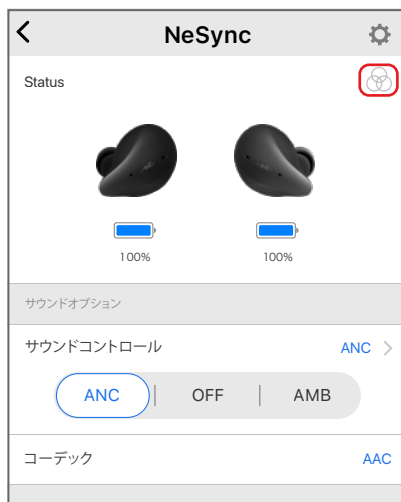 NeSync
Status
100%
100%
サウンドオプション
サウンドコントロール
ANC
ANC
OFF
AMB
コーデック
AAC